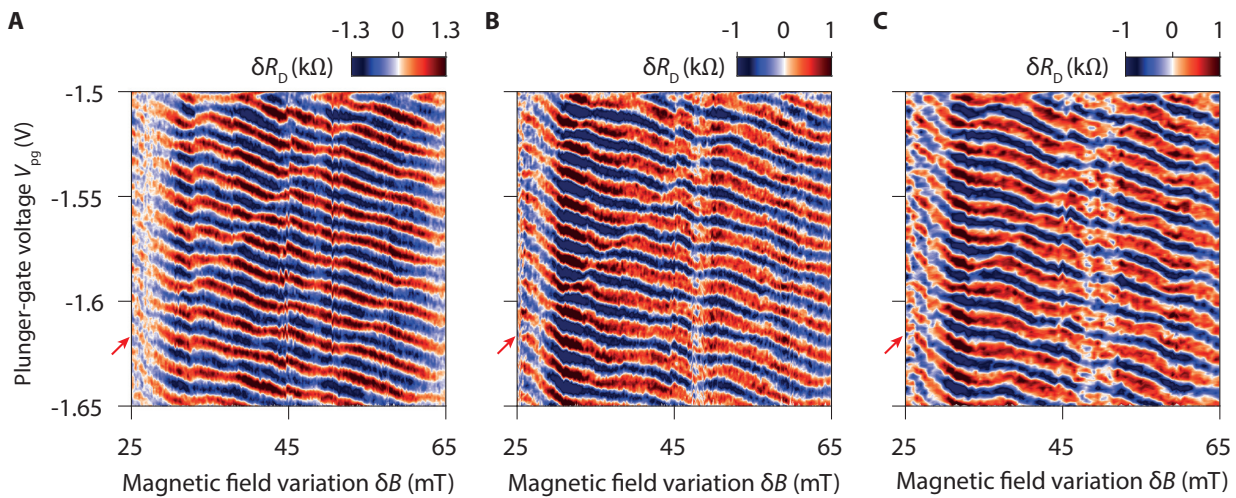 A
-1.3 0 1.3
δR_D (kΩ)
B
-1 0 1
δR_D (kΩ)
C
-1 0 1
δR_D (kΩ)
Plunger-gate voltage V_pg (V)
-1.5
-1.55
-1.6
-1.65
25 45 65
Magnetic field variation δB (mT)
25 45 65
Magnetic field variation δB (mT)
25 45 65
Magnetic field variation δB (mT)